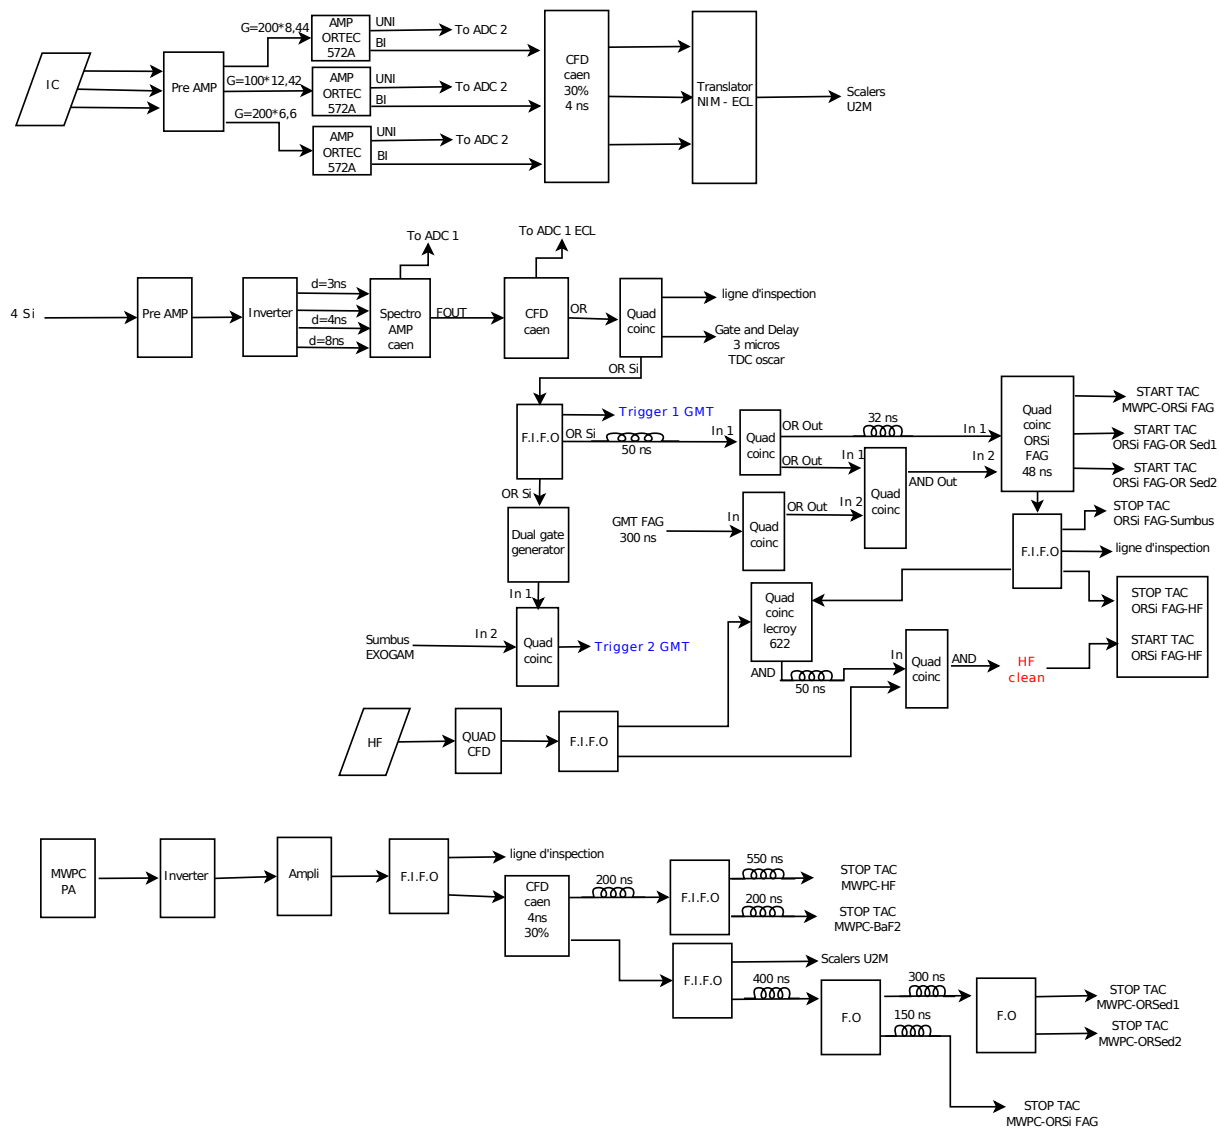 IC
Pre AMP
G=200*8,44
G=100*12,42
G=200*6,6
AMP
ORTEC
572A
UNI
BI
To ADC 2
AMP
ORTEC
572A
UNI
BI
To ADC 2
AMP
ORTEC
572A
UNI
BI
To ADC 2
CFD
caen
30%
4 ns
Translator
NIM - ECL
Scalers
U2M
4 Si
Pre AMP
Inverter
d=3ns
d=4ns
d=8ns
To ADC 1
Spectro
AMP
caen
FOUT
To ADC 1 ECL
CFD
caen
OR
Quad
coinc
ligne d'inspection
Gate and Delay
3 micros
TDC oscar
OR Si
F.I.F.O
Trigger 1 GMT
OR Si
50 ns
In 1
Quad
coinc
OR Out
32 ns
In 1
OR Out
In 1
In 2
Quad
coinc
AND Out
In 2
GMT FAG
300 ns
In
Quad
coinc
OR Out
Quad
coinc
ORSi
FAG
48 ns
START TAC
MWPC-ORSi FAG
START TAC
ORSi FAG-OR Sed1
START TAC
ORSi FAG-OR Sed2
F.I.F.O
STOP TAC
ORSi FAG-Sumbus
ligne d'inspection
STOP TAC
ORSi FAG-HF
START TAC
ORSi FAG-HF
OR Si
Dual gate
generator
In 1
Sumbus
EXOGAM
In 2
Quad
coinc
Trigger 2 GMT
Quad
coinc
lecroy
622
AND
50 ns
In
Quad
coinc
AND
HF
clean
HF
QUAD
CFD
F.I.F.O
MWPC
PA
Inverter
Ampli
F.I.F.O
ligne d'inspection
CFD
caen
4ns
30%
200 ns
F.I.F.O
550 ns
STOP TAC
MWPC-HF
200 ns
STOP TAC
MWPC-BaF2
F.I.F.O
Scalers U2M
400 ns
F.O
300 ns
150 ns
F.O
STOP TAC
MWPC-ORSed1
STOP TAC
MWPC-ORSed2
STOP TAC
MWPC-ORSi FAG